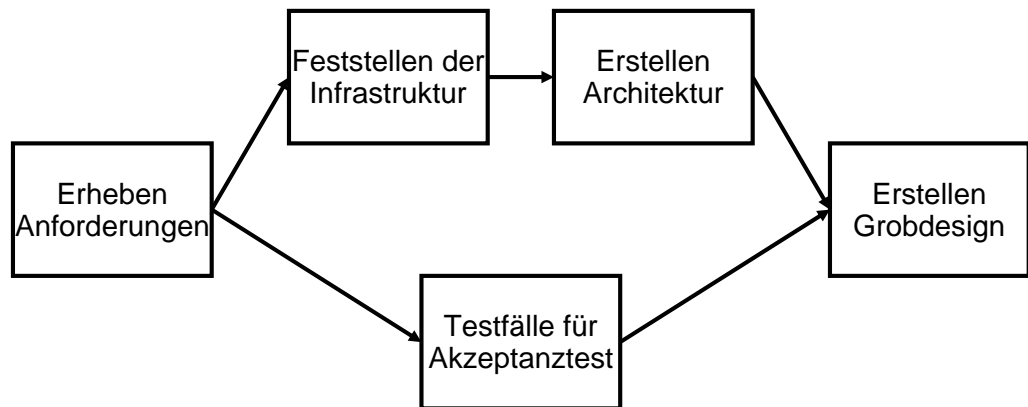 Feststellen der
Infrastruktur
Erstellen
Architektur
Erheben
Anforderungen
Erstellen
Grobdesign
Testfälle für
Akzeptanztest